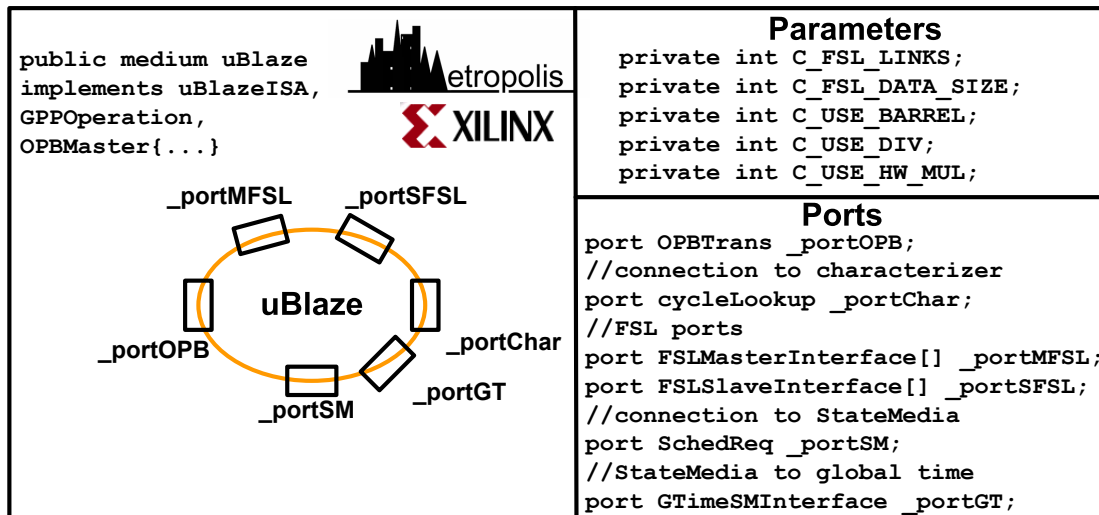 public medium uBlaze
implements uBlazeISA,
GPPOperation,
OPBMaster{...}
etropolis
XILINX
_portMFSL
_portSFSL
uBlaze
_portOPB
_portChar
_portGT
_portSM
Parameters
private int C_FSL_LINKS;
private int C_FSL_DATA_SIZE;
private int C_USE_BARREL;
private int C_USE_DIV;
private int C_USE_HW_MUL;
Ports
port OPBTrans _portOPB;
//connection to characterizer
port cycleLookup _portChar;
//FSL ports
port FSLMasterInterface[] _portMFSL;
port FSLSlaveInterface[] _portSFSL;
//connection to StateMedia
port SchedReq _portSM;
//StateMedia to global time
port GTimeSMInterface _portGT;